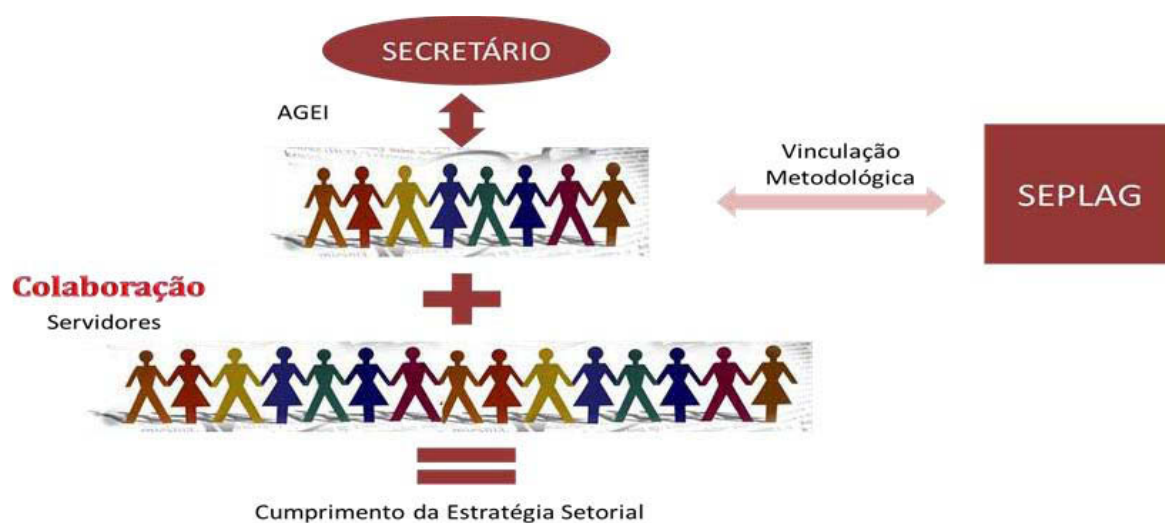 SECRETÁRIO
AGEI
Vinculação
Metodológica
SEPLAG
Colaboração
Servidores
Cumprimento da Estratégia Setorial